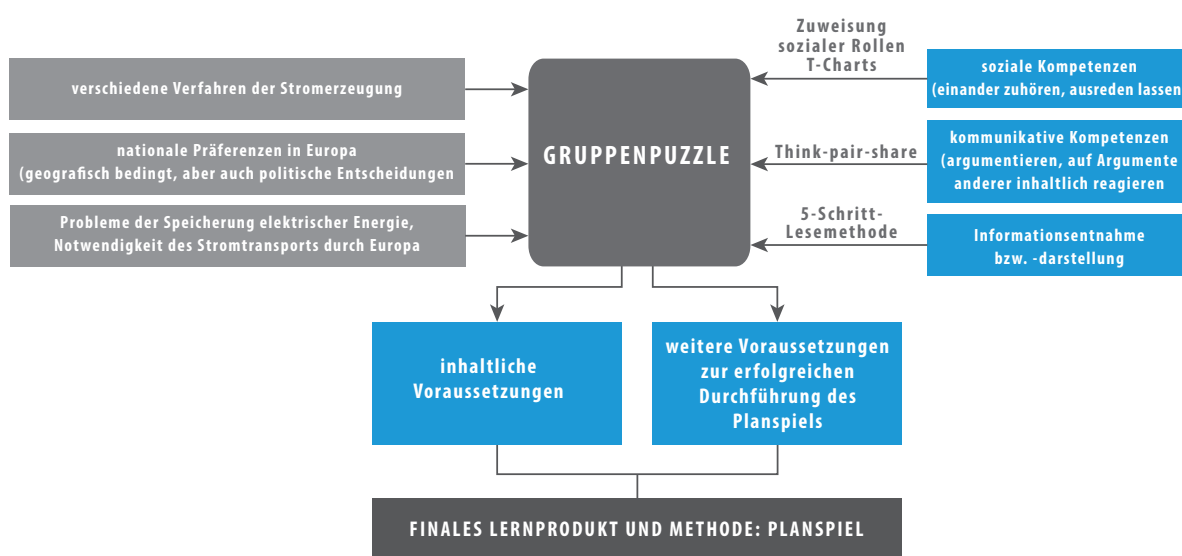 verschiedene Verfahren der Stromerzeugung
nationale Präferenzen in Europa
(geografisch bedingt, aber auch politische Entscheidungen
Probleme der Speicherung elektrischer Energie,
Notwendigkeit des Stromtransports durch Europa
GRUPPENPUZZLE
Zuweisung
sozialer Rollen
T-Charts
Think-pair-share
5-Schritt-
Lesemethode
soziale Kompetenzen
(einander zuhören, ausreden lassen
kommunikative Kompetenzen
(argumentieren, auf Argumente
anderer inhaltlich reagieren
Informationsentnahme
bzw. -darstellung
inhaltliche
Voraussetzungen
weitere Voraussetzungen
zur erfolgreichen
Durchführung des
Planspiels
FINALES LERNPRODUKT UND METHODE: PLANSPIEL